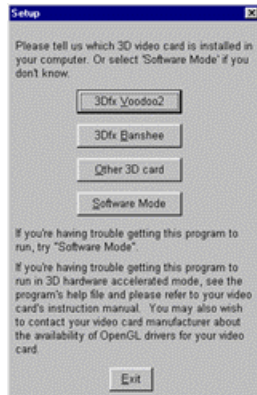 Setup
Please tell us which 3D video card is installed in
your computer. Or select 'Software Mode' if you
don't know.
3Dfx Voodoo2
3Dfx Banshee
Other 3D card
Software Mode
If you're having trouble getting this program to
run, try "Software Mode".
If you're having trouble getting this program to
run in 3D hardware accelerated mode, see the
program's help file and please refer to your video
card's instruction manual. You may also wish
to contact your video card manufacturer about
the availability of OpenGL drivers for your video
card.
Exit